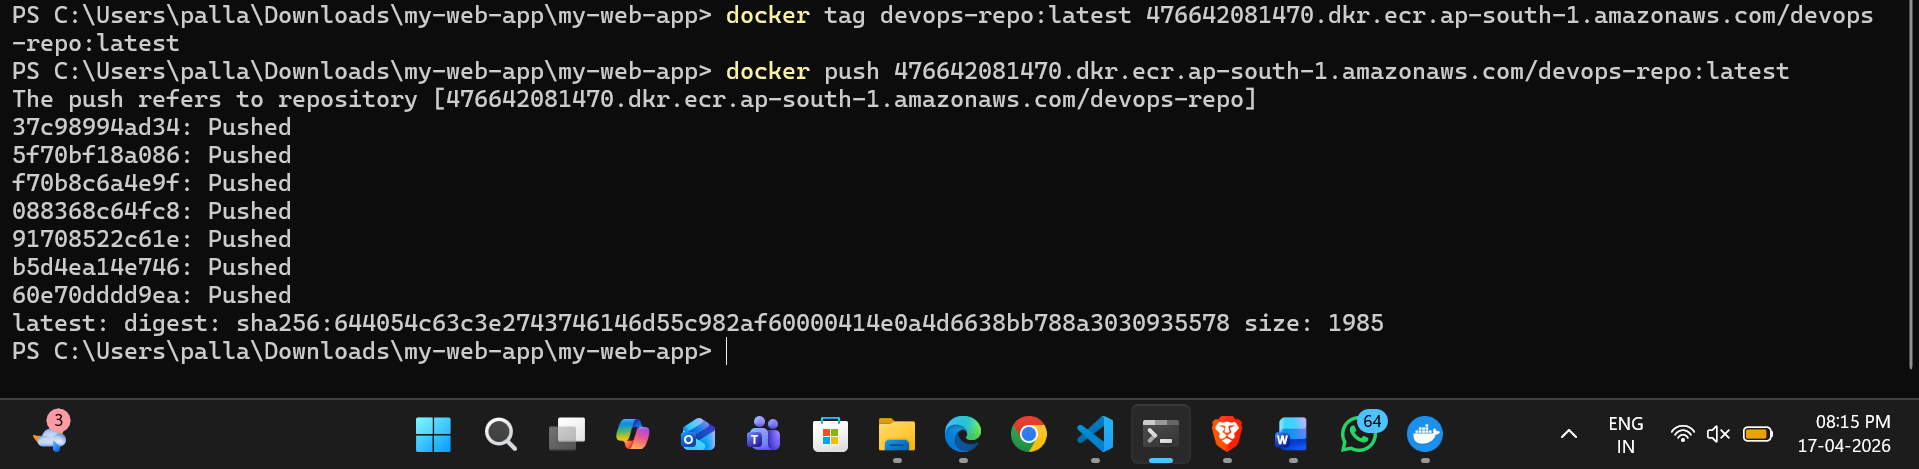 PS C:\Users\palla\Downloads\my-web-app\my-web-app> docker tag devops-repo:latest 476642081470.dkr.ecr.ap-south-1.amazonaws.com/devops
-repo:latest
PS C:\Users\palla\Downloads\my-web-app\my-web-app> docker push 476642081470.dkr.ecr.ap-south-1.amazonaws.com/devops-repo:latest
The push refers to repository [476642081470.dkr.ecr.ap-south-1.amazonaws.com/devops-repo]
37c98994ad34: Pushed
5f70bf18a086: Pushed
f70b8c6a4e9f: Pushed
088368c64fc8: Pushed
91708522c61e: Pushed
b5d4ea14e746: Pushed
60e70dddd9ea: Pushed
latest: digest: sha256:644054c63c3e2743746146d55c982af60000414e0a4d6638bb788a3030935578 size: 1985
PS C:\Users\palla\Downloads\my-web-app\my-web-app>
3
O
T
W
64
ENG
IN
08:15 PM
17-04-2026